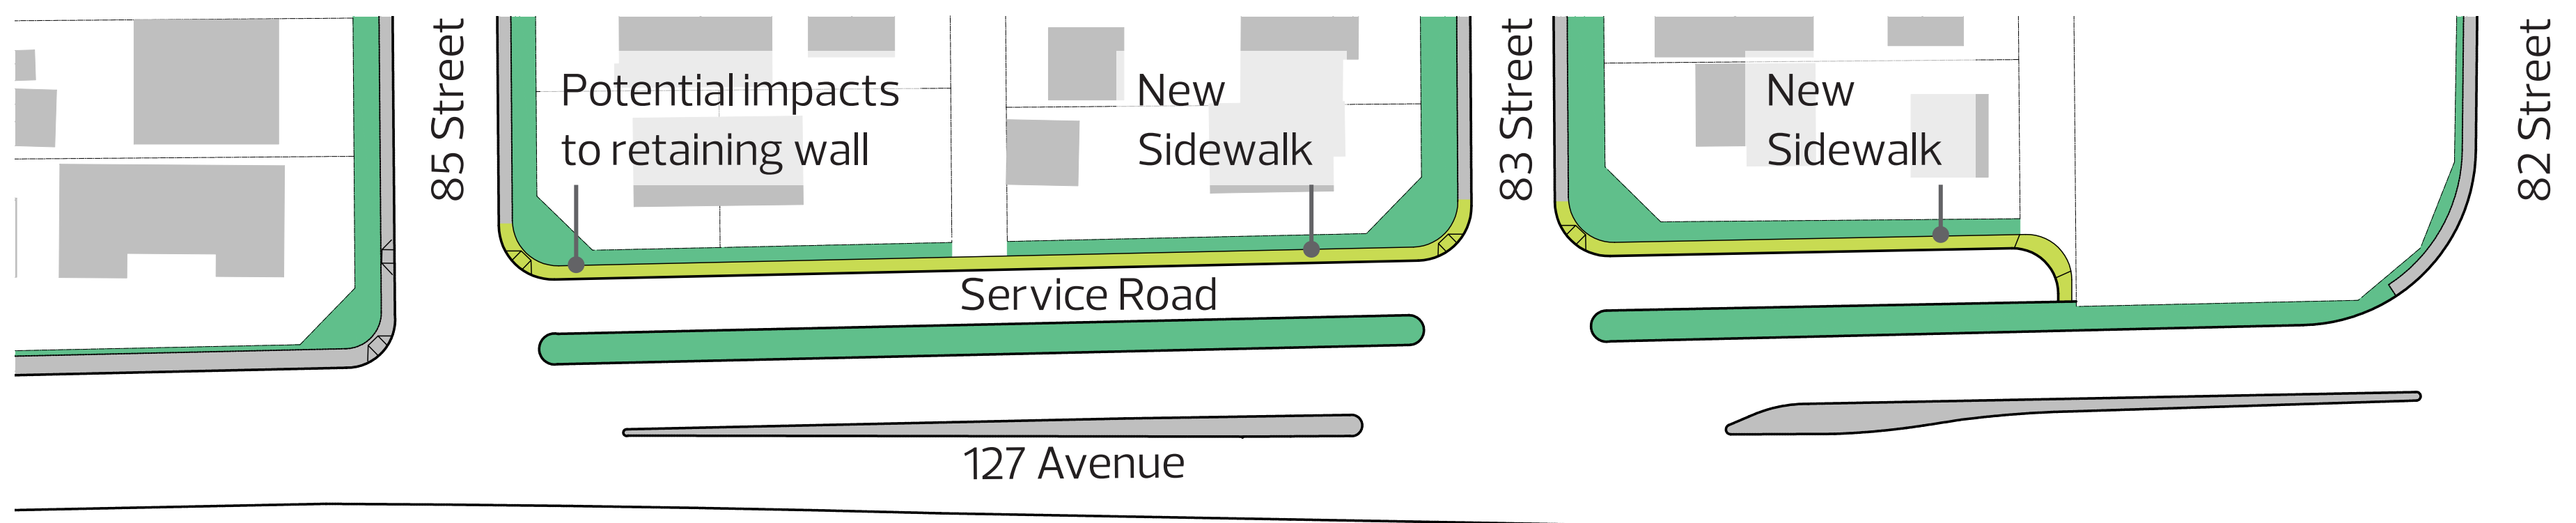 85 Street
Potential impacts
to retaining wall
New
Sidewalk
83 Street
New
Sidewalk
82 Street
Service Road
127 Avenue